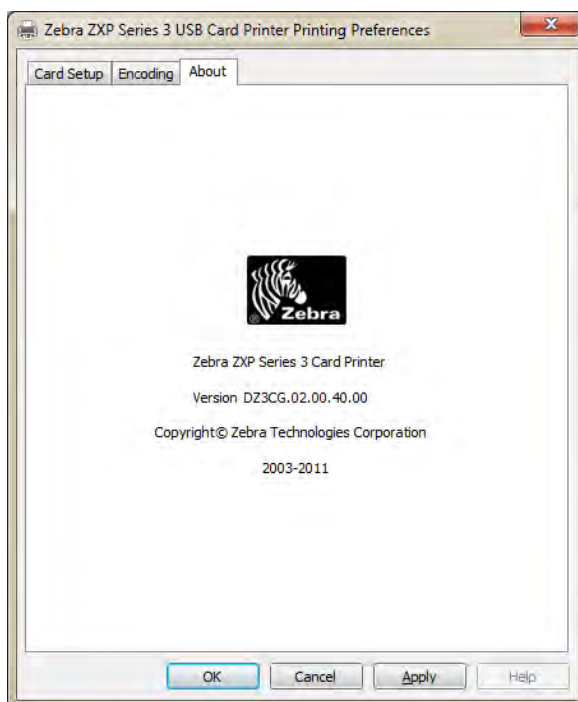 Zebra ZXP Series 3 USB Card Printer Printing Preferences
Card Setup Encoding About
® Zebra
Zebra ZXP Series 3 Card Printer
Version DZ3CG.02.00.40.00
Copyright© Zebra Technologies Corporation
2003-2011
OK Cancel Apply Help